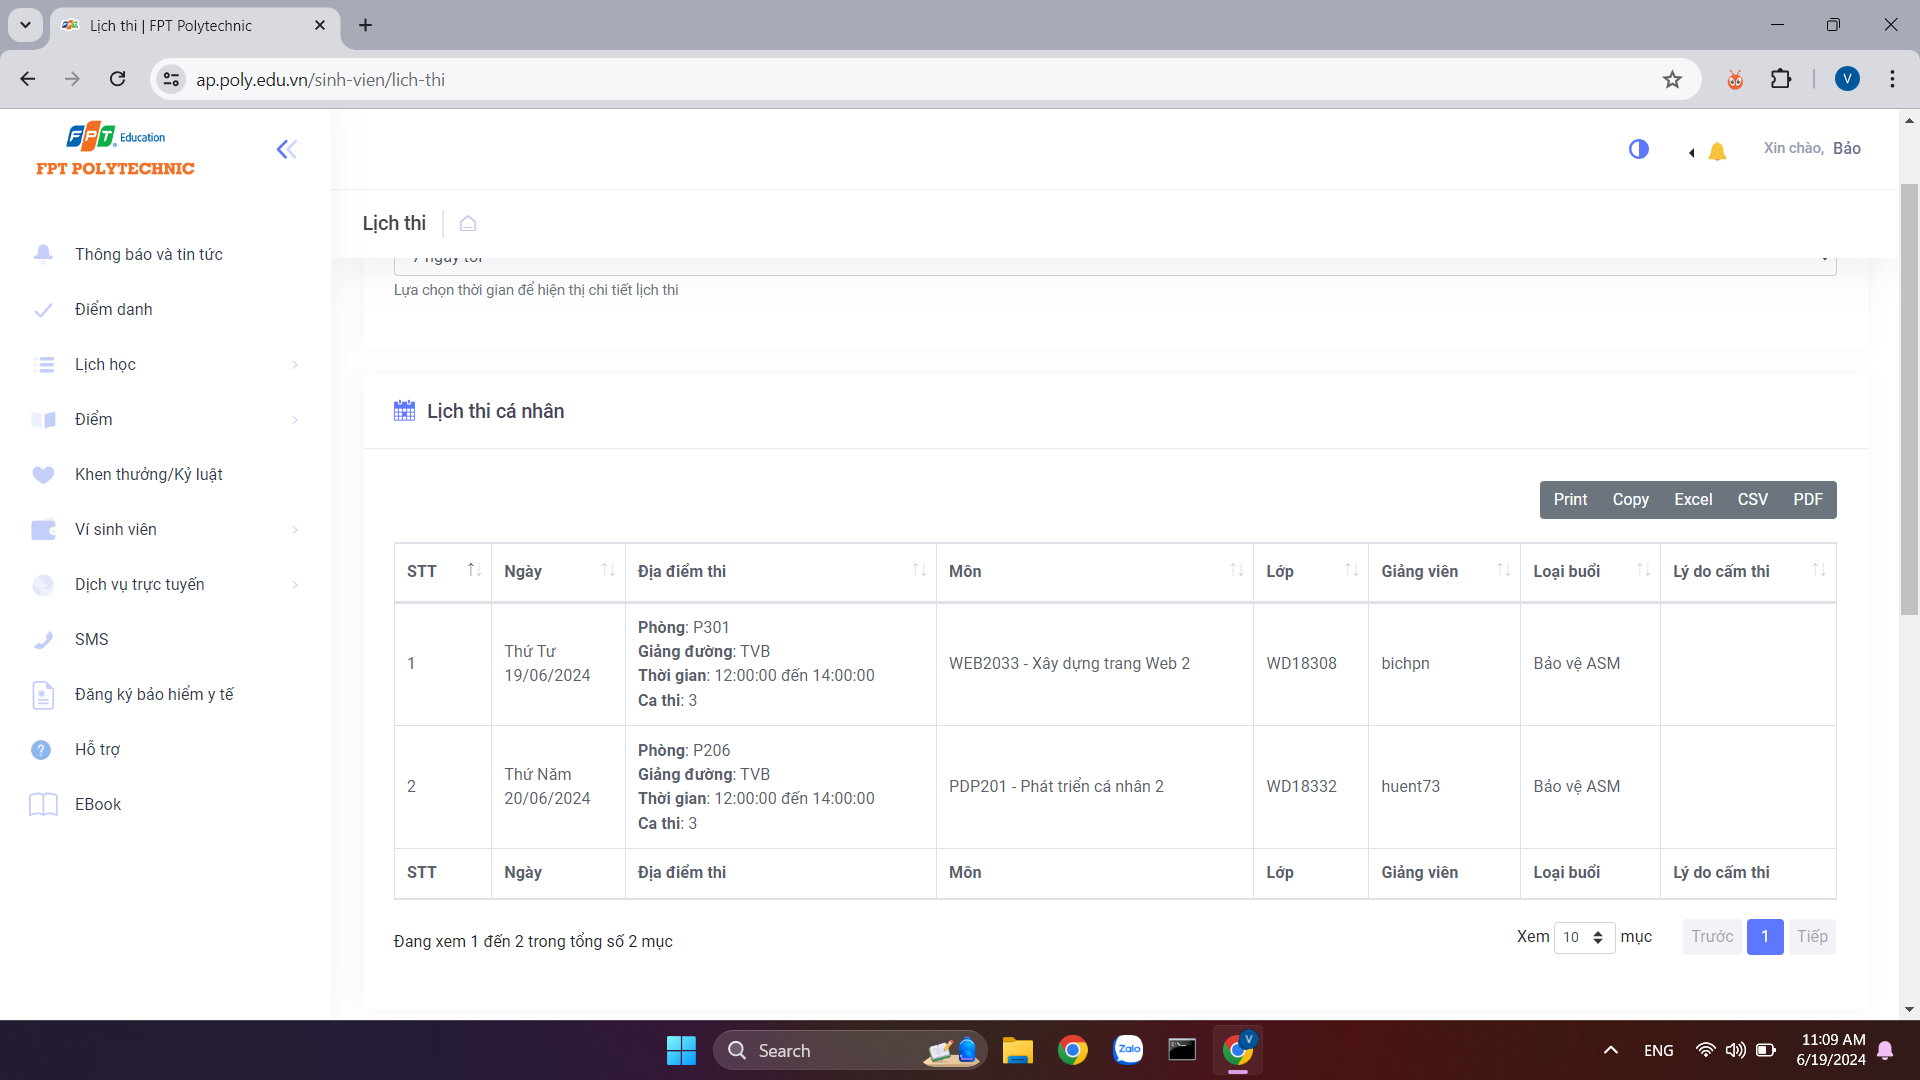 Lịch thi | FPT Polytechnic
ap.poly.edu.vn/sinh-vien/lich-thi
V
FPT Education
FPT POLYTECHNIC
Xin chào, Bảo
Lịch thi
7 ngày tới
Lựa chọn thời gian để hiện thị chi tiết lịch thi
Thông báo và tin tức
Điểm danh
Lịch học
Điểm
Khen thưởng/Kỷ luật
Ví sinh viên
Dịch vụ trực tuyến
SMS
Đăng ký bảo hiểm y tế
Hỗ trợ
EBook
Lịch thi cá nhân
Print Copy Excel CSV PDF
STT Ngày Địa điểm thi Môn Lớp Giảng viên Loại buổi Lý do cấm thi
1
Thứ Tư
19/06/2024
Phòng: P301
Giảng đường: TVB
Thời gian: 12:00:00 đến 14:00:00
Ca thi: 3
WEB2033 - Xây dựng trang Web 2
WD18308
bichpn
Bảo vệ ASM
2
Thứ Năm
20/06/2024
Phòng: P206
Giảng đường: TVB
Thời gian: 12:00:00 đến 14:00:00
Ca thi: 3
PDP201 - Phát triển cá nhân 2
WD18332
huent73
Bảo vệ ASM
STT Ngày Địa điểm thi Môn Lớp Giảng viên Loại buổi Lý do cấm thi
Đang xem 1 đến 2 trong tổng số 2 mục
Xem 10 mục
Trước 1 Tiếp
Search
Zalo
V
ENG
11:09 AM
6/19/2024